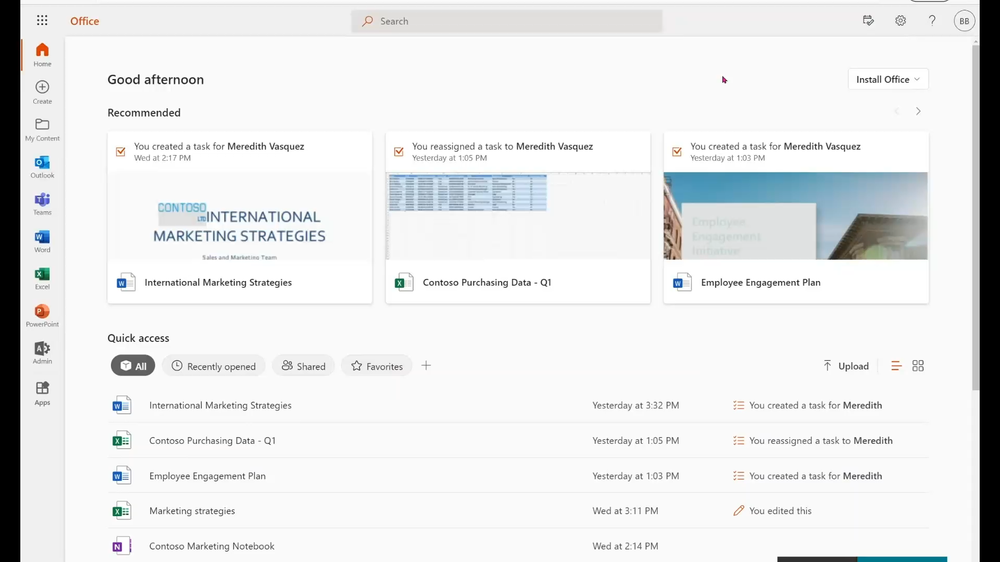 Office
Search
BB
Home
Create
My Content
Outlook
Teams
Word
Excel
PowerPoint
Admin
Apps
Good afternoon
Install Office
Recommended
You created a task for Meredith Vasquez
Wed at 2:17 PM
CONTOSO
LTD INTERNATIONAL
MARKETING STRATEGIES
Sales and Marketing Team
International Marketing Strategies
You reassigned a task to Meredith Vasquez
Yesterday at 1:05 PM
Contoso Purchasing Data - Q1
You created a task for Meredith Vasquez
Yesterday at 1:03 PM
Employee
Engagement
Initiative
Employee Engagement Plan
Quick access
All
Recently opened
Shared
Favorites
Upload
International Marketing Strategies Yesterday at 3:32 PM You created a task for Meredith
Contoso Purchasing Data - Q1 Yesterday at 1:05 PM You reassigned a task to Meredith
Employee Engagement Plan Yesterday at 1:03 PM You created a task for Meredith
Marketing strategies Wed at 3:11 PM You edited this
Contoso Marketing Notebook Wed at 2:14 PM